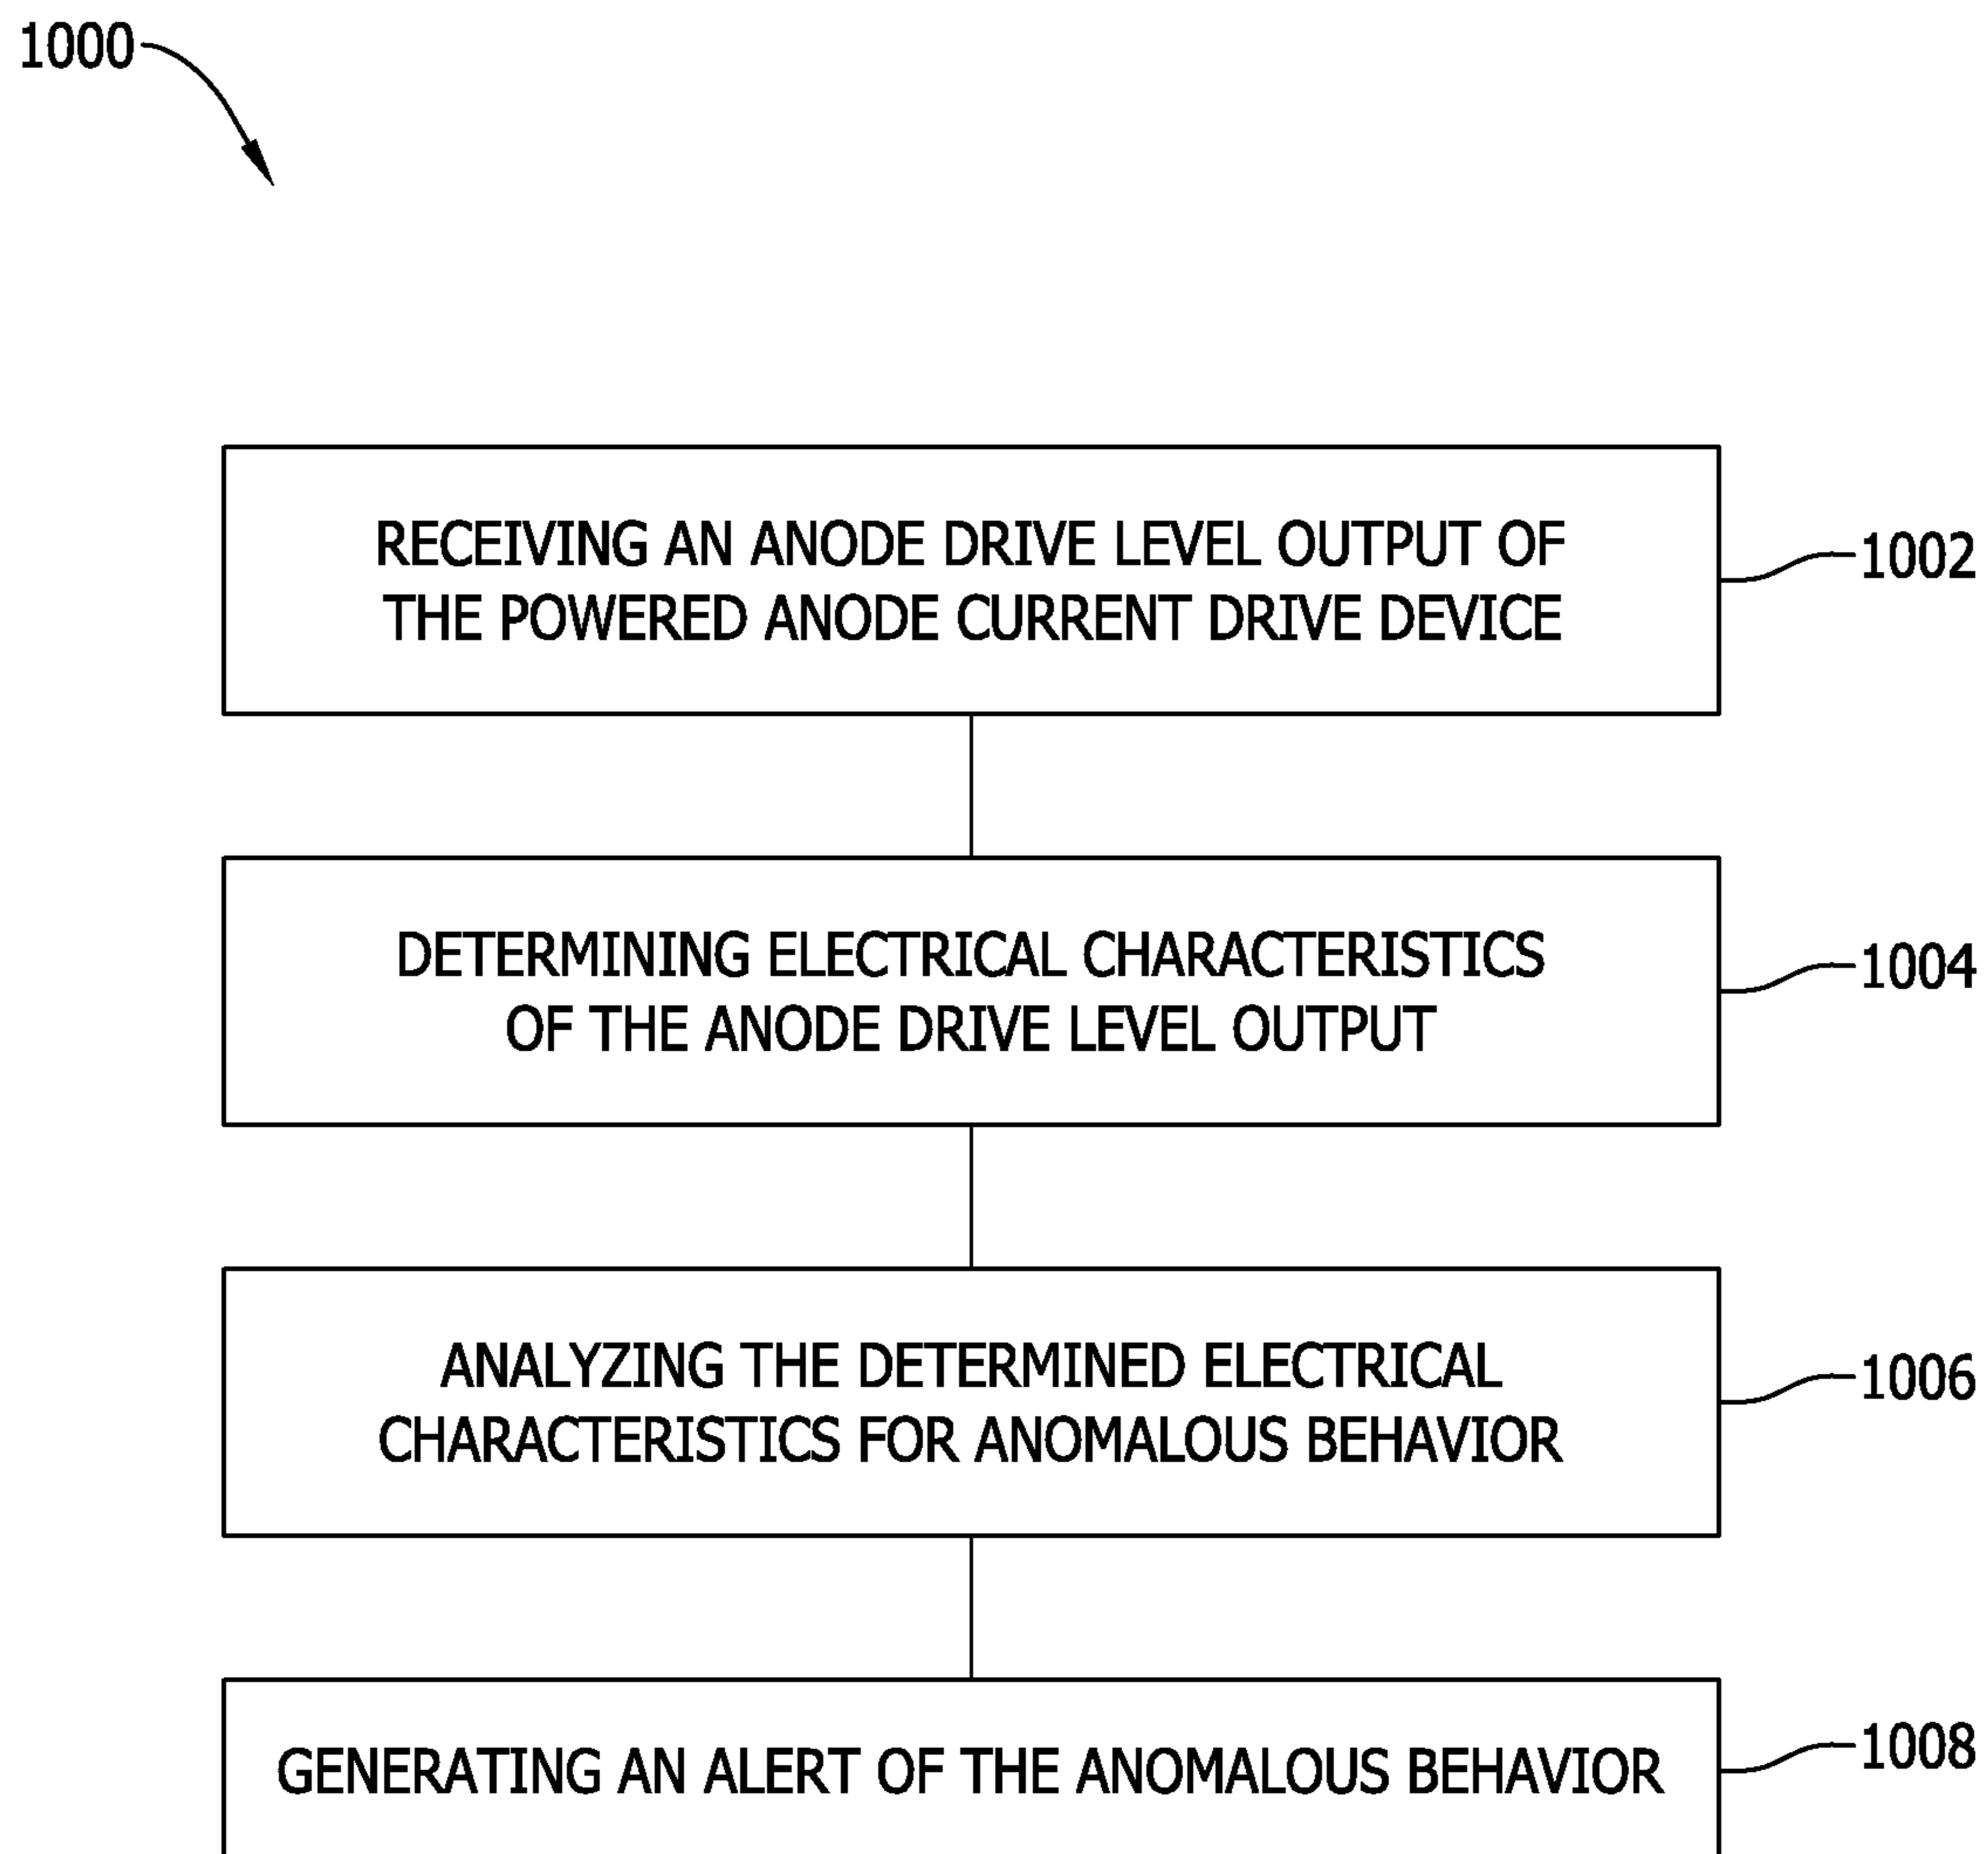 1000
RECEIVING AN ANODE DRIVE LEVEL OUTPUT OF
THE POWERED ANODE CURRENT DRIVE DEVICE
1002
DETERMINING ELECTRICAL CHARACTERISTICS
OF THE ANODE DRIVE LEVEL OUTPUT
1004
ANALYZING THE DETERMINED ELECTRICAL
CHARACTERISTICS FOR ANOMALOUS BEHAVIOR
1006
GENERATING AN ALERT OF THE ANOMALOUS BEHAVIOR
1008